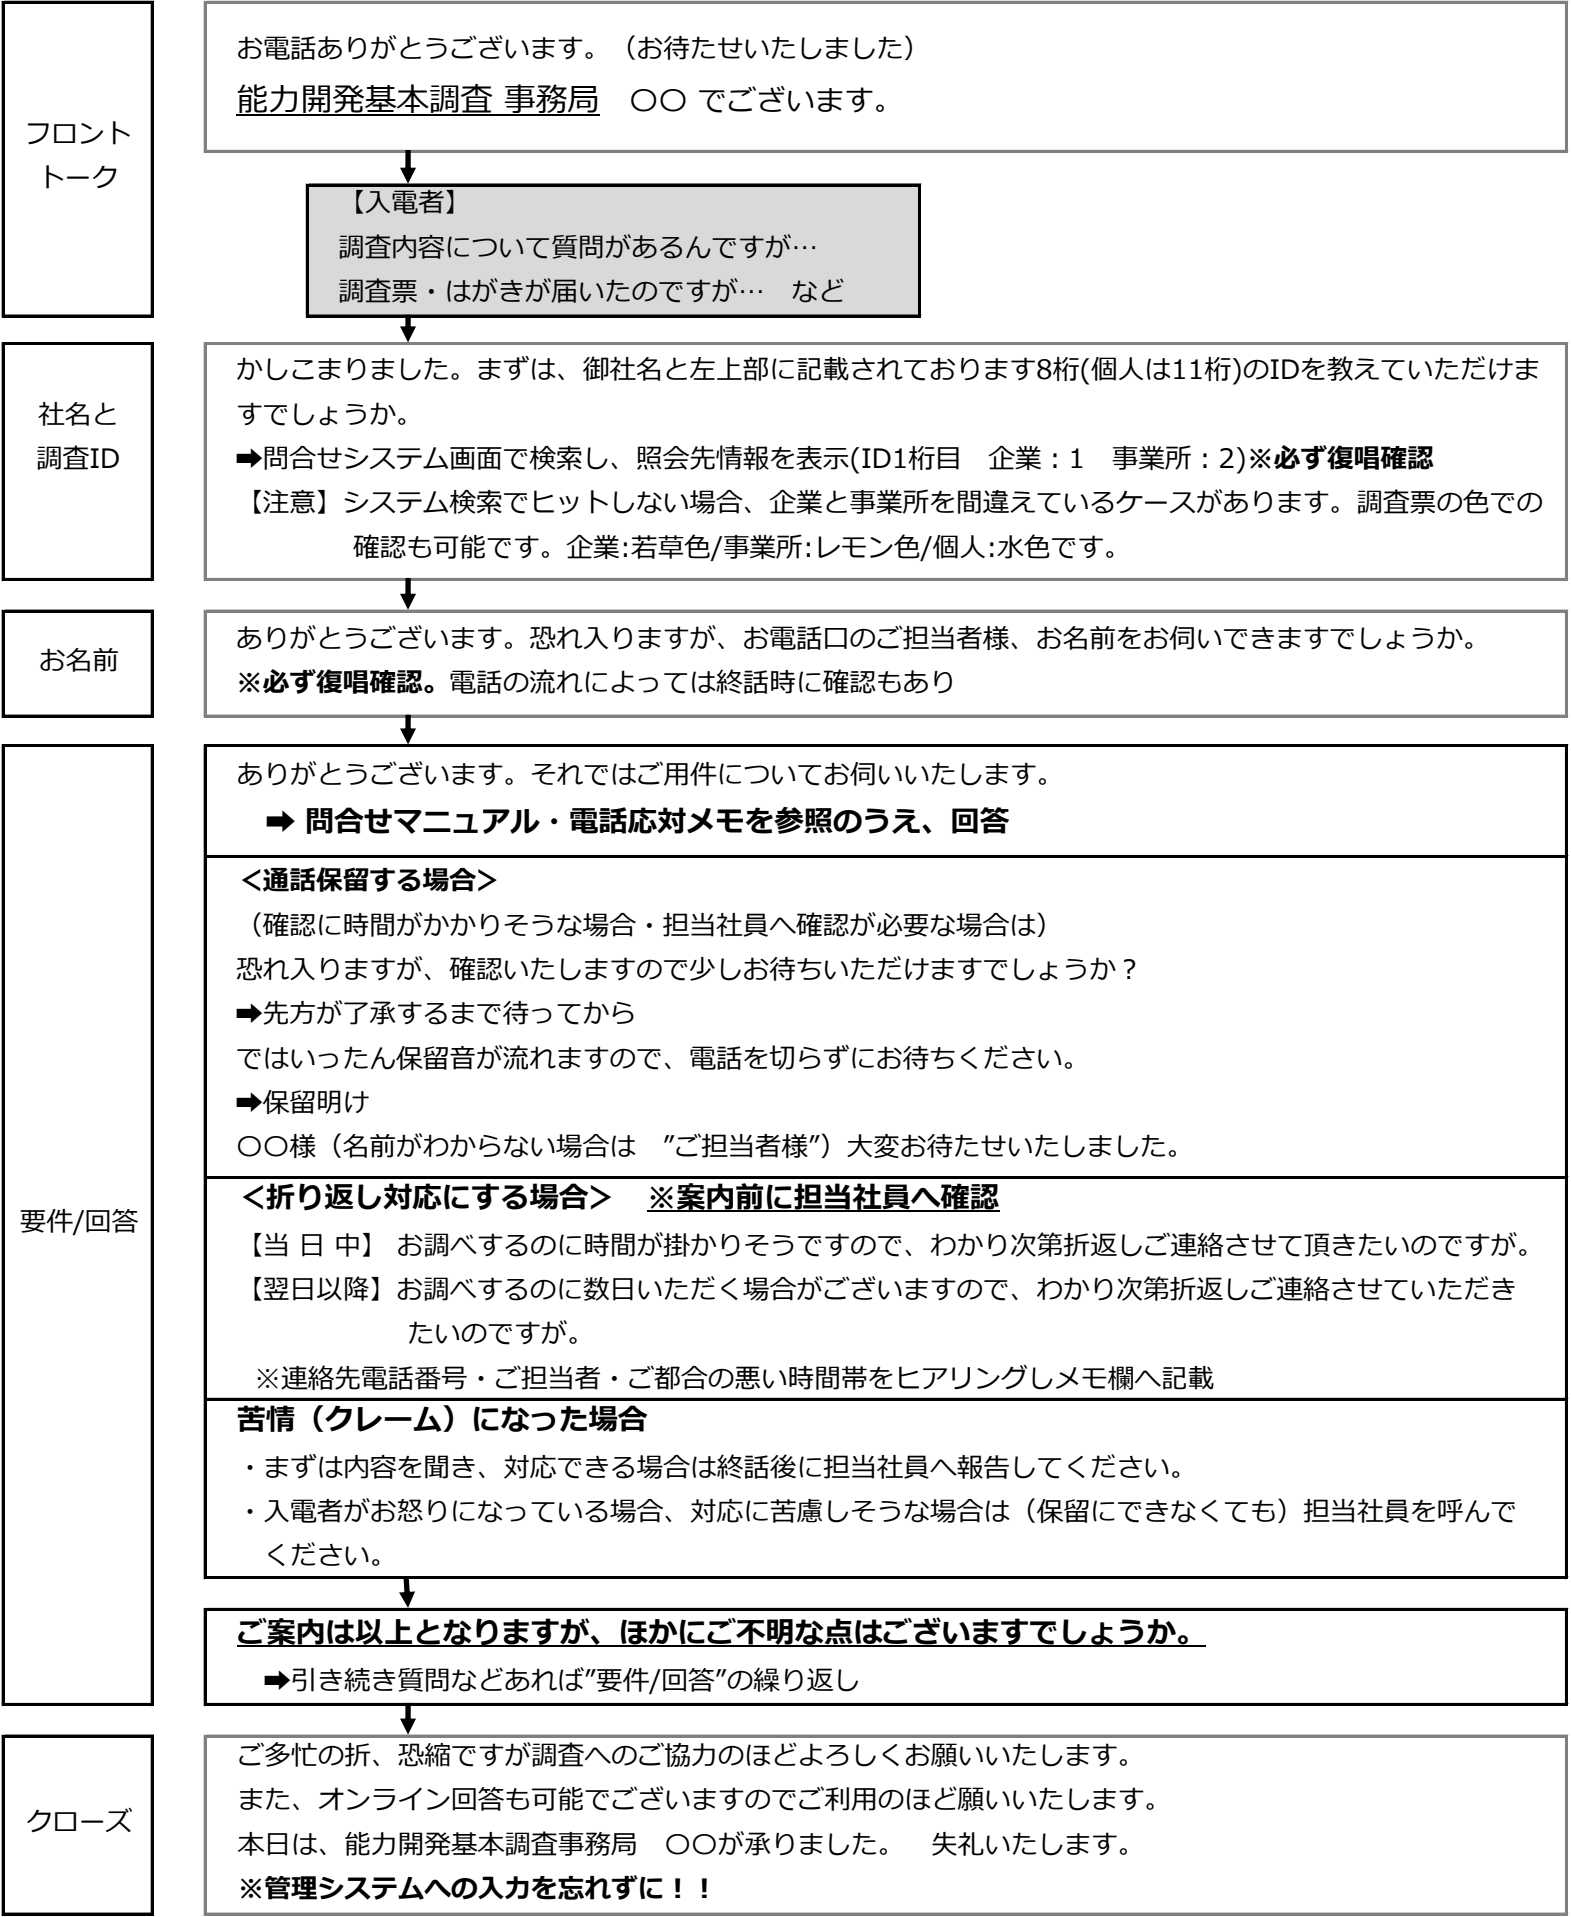 フロント
トーク
お電話ありがとうございます。（お待たせいたしました）
能力開発基本調査 事務局　〇〇 でございます。
【入電者】
調査内容について質問があるんですが…
調査票・はがきが届いたのですが…　など
社名と
調査ID
かしこまりました。まずは、御社名と左上部に記載されております8桁(個人は11桁)のIDを教えていただけま
すでしょうか。
➡問合せシステム画面で検索し、照会先情報を表示(ID1桁目　企業：1　事業所：2)※必ず復唱確認
【注意】システム検索でヒットしない場合、企業と事業所を間違えているケースがあります。調査票の色での
確認も可能です。企業:若草色/事業所:レモン色/個人:水色です。
お名前
ありがとうございます。恐れ入りますが、お電話口のご担当者様、お名前をお伺いできますでしょうか。
※必ず復唱確認。電話の流れによっては終話時に確認もあり
要件/回答
ありがとうございます。それではご用件についてお伺いいたします。
➡ 問合せマニュアル・電話応対メモを参照のうえ、回答
＜通話保留する場合＞
（確認に時間がかかりそうな場合・担当社員へ確認が必要な場合は）
恐れ入りますが、確認いたしますので少しお待ちいただけますでしょうか？
➡先方が了承するまで待ってから
ではいったん保留音が流れますので、電話を切らずにお待ちください。
➡保留明け
〇〇様（名前がわからない場合は　”ご担当者様”）大変お待たせいたしました。
＜折り返し対応にする場合＞　※案内前に担当社員へ確認
【当 日 中】 お調べするのに時間が掛かりそうですので、わかり次第折返しご連絡させて頂きたいのですが。
【翌日以降】お調べするのに数日いただく場合がございますので、わかり次第折返しご連絡させていただき
たいのですが。
※連絡先電話番号・ご担当者・ご都合の悪い時間帯をヒアリングしメモ欄へ記載
苦情（クレーム）になった場合
・まずは内容を聞き、対応できる場合は終話後に担当社員へ報告してください。
・入電者がお怒りになっている場合、対応に苦慮しそうな場合は（保留にできなくても）担当社員を呼んで
ください。
ご案内は以上となりますが、ほかにご不明な点はございますでしょうか。
➡引き続き質問などあれば”要件/回答”の繰り返し
クローズ
ご多忙の折、恐縮ですが調査へのご協力のほどよろしくお願いいたします。
また、オンライン回答も可能でございますのでご利用のほど願いいたします。
本日は、能力開発基本調査事務局　〇〇が承りました。　失礼いたします。
※管理システムへの入力を忘れずに！！